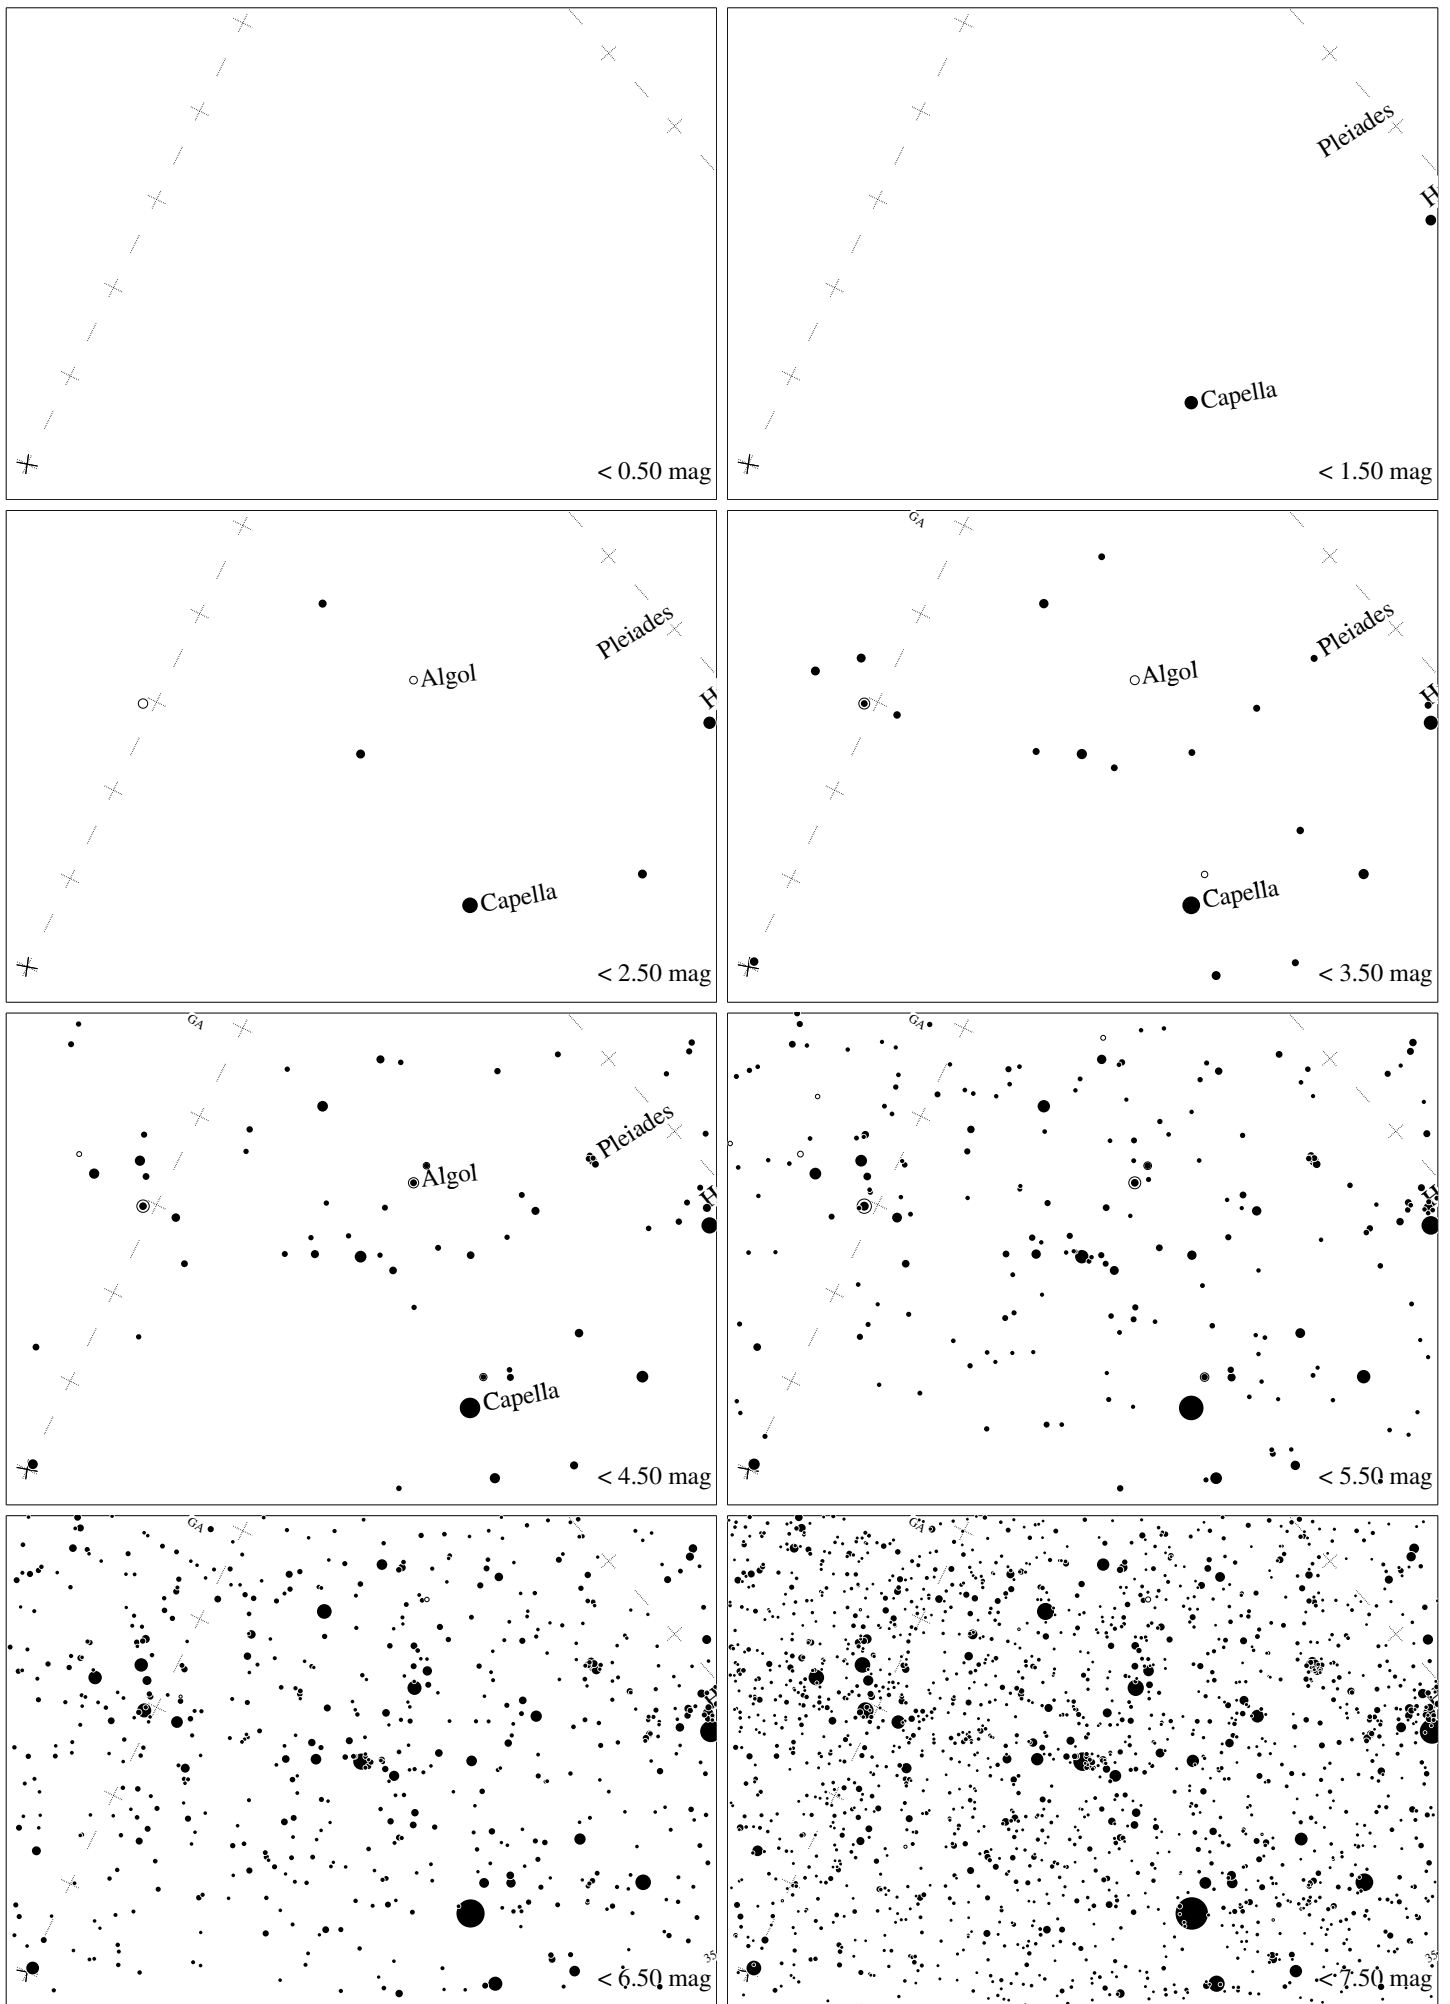 < 0.50 mag
Pleiades
H
Capella
< 1.50 mag
Pleiades
Algol
H
Capella
< 2.50 mag
GA
Pleiades
Algol
H
Capella
< 3.50 mag
GA
Pleiades
Algol
H
Capella
< 4.50 mag
GA
H
< 5.50 mag
GA
H
35
< 6.50 mag
GA
35
< 7.50 mag